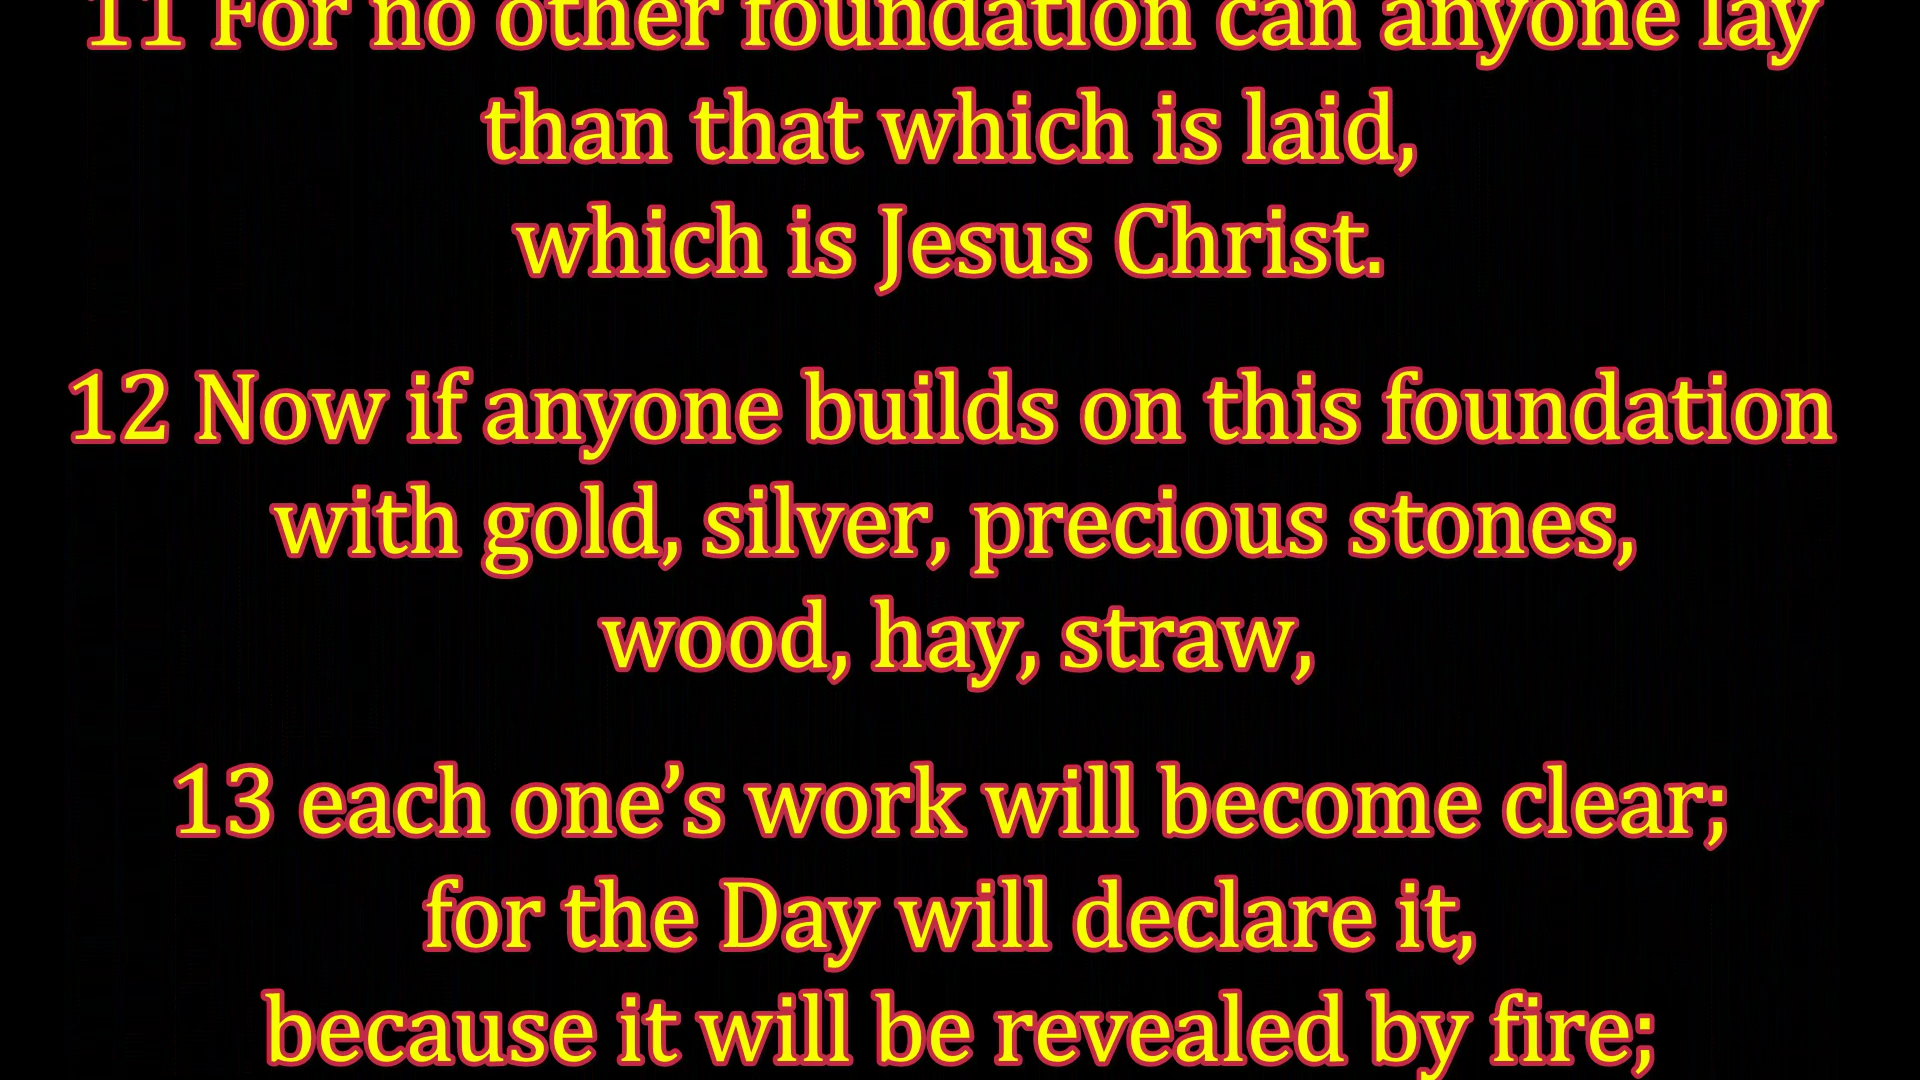 11 For no other foundation can anyone lay
than that which is laid,
which is Jesus Christ.
12 Now if anyone builds on this foundation
with gold, silver, precious stones,
wood, hay, straw,
13 each one’s work will become clear;
for the Day will declare it,
because it will be revealed by fire;